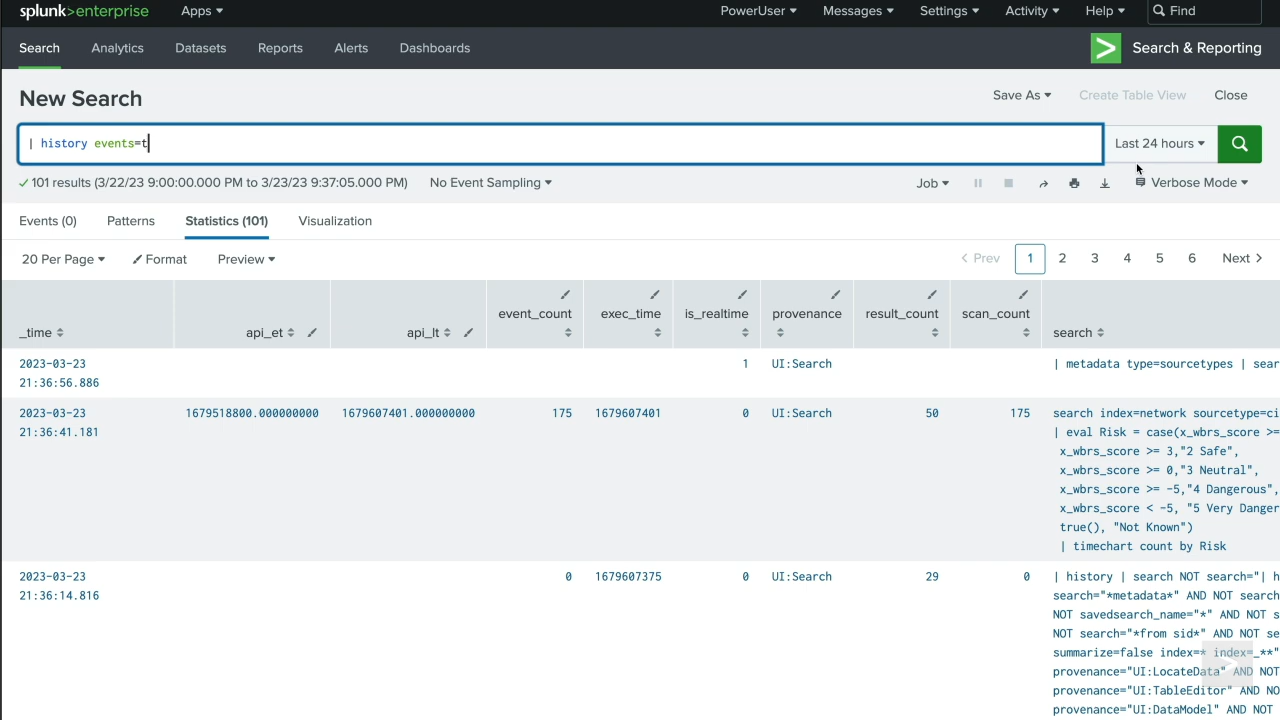 splunk>enterprise Apps PowerUser Messages Settings Activity Help Find
Search Analytics Datasets Reports Alerts Dashboards Search & Reporting
New Search Save As Create Table View Close
| history events=t Last 24 hours
101 results (3/22/23 9:00:00.000 PM to 3/23/23 9:37:05.000 PM) No Event Sampling Job Verbose Mode
Events (0) Patterns Statistics (101) Visualization
20 Per Page Format Preview < Prev 1 2 3 4 5 6 Next >
_time api_et api_lt event_count exec_time is_realtime provenance result_count scan_count search
2023-03-23 1 UI:Search | metadata type=sourcetypes | sear
21:36:56.886
2023-03-23 1679518800.000000000 1679607401.000000000 175 1679607401 0 UI:Search 50 175 search index=network sourcetype=ci
21:36:41.181 | eval Risk = case(x_wbrs_score >=
x_wbrs_score >= 3,"2 Safe",
x_wbrs_score >= 0,"3 Neutral",
x_wbrs_score >= -5,"4 Dangerous",
x_wbrs_score < -5, "5 Very Danger
true(), "Not Known")
| timechart count by Risk
2023-03-23 0 1679607375 0 UI:Search 29 0 | history | search NOT search="| h
21:36:14.816 search="*metadata*" AND NOT search
NOT savedsearch_name="*" AND NOT s
NOT search="*from sid*" AND NOT se
summarize=false index=* index=_**"
provenance="UI:LocateData" AND NOT
provenance="UI:TableEditor" AND NO
provenance="UI:DataModel" AND NOT